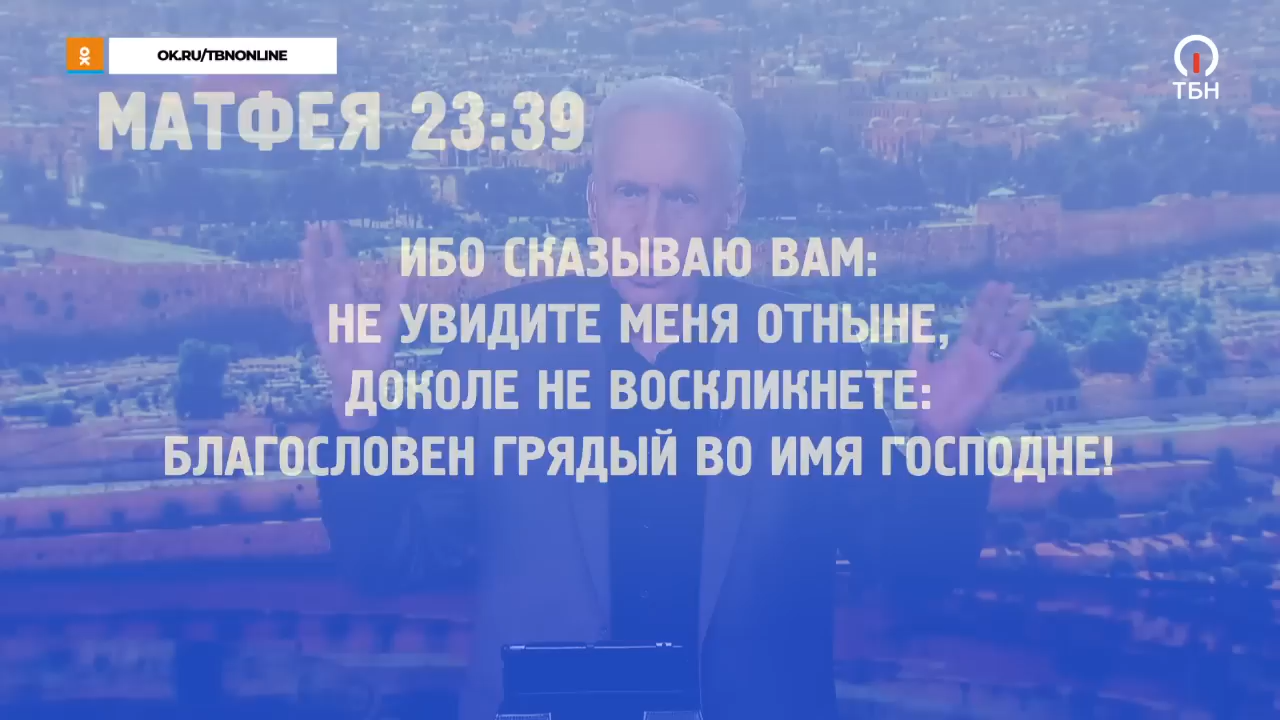 OK.RU/TBNONLINE
ТБН
МАТФЕЯ 23:39
ИБО СКАЗЫВАЮ ВАМ:
НЕ УВИДИТЕ МЕНЯ ОТНЫНЕ,
ДОКОЛЕ НЕ ВОСКЛИКНЕТЕ:
БЛАГОСЛОВЕН ГРЯДЫЙ ВО ИМЯ ГОСПОДНЕ!